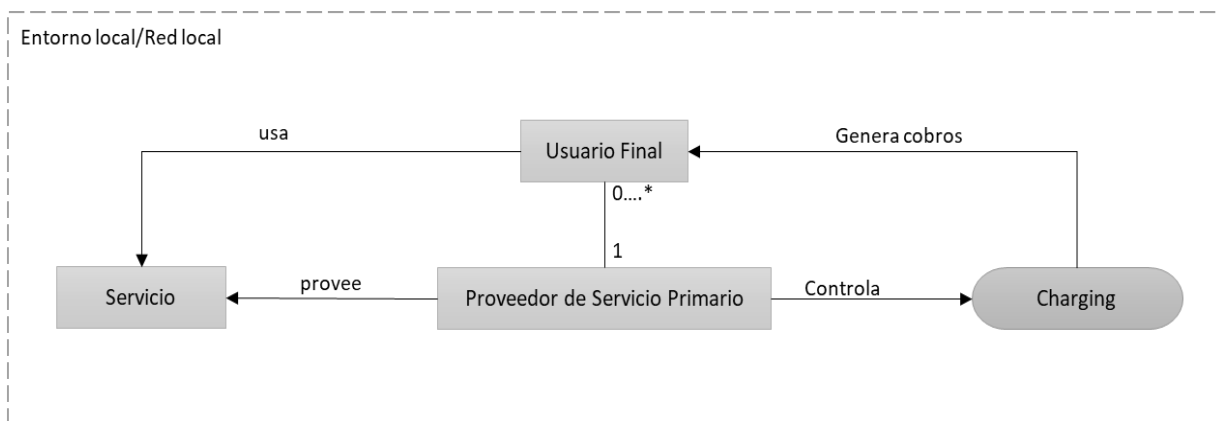 Entorno local/Red local
usa
Usuario Final
Genera cobros
0....*
1
Servicio
provee
Proveedor de Servicio Primario
Controla
Charging